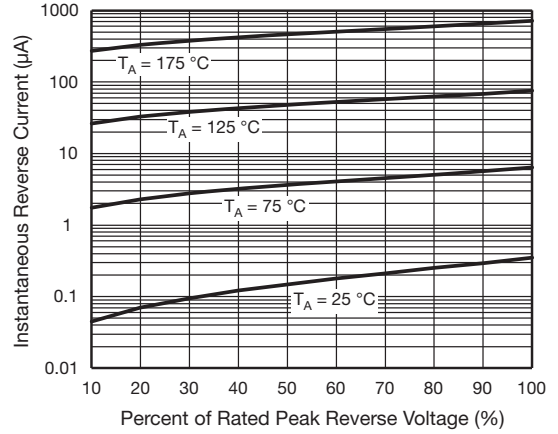 Instantaneous Reverse Current (µA)
1000
100
10
1
0.1
0.01
TA = 175 °C
TA = 125 °C
TA = 75 °C
TA = 25 °C
10 20 30 40 50 60 70 80 90 100
Percent of Rated Peak Reverse Voltage (%)